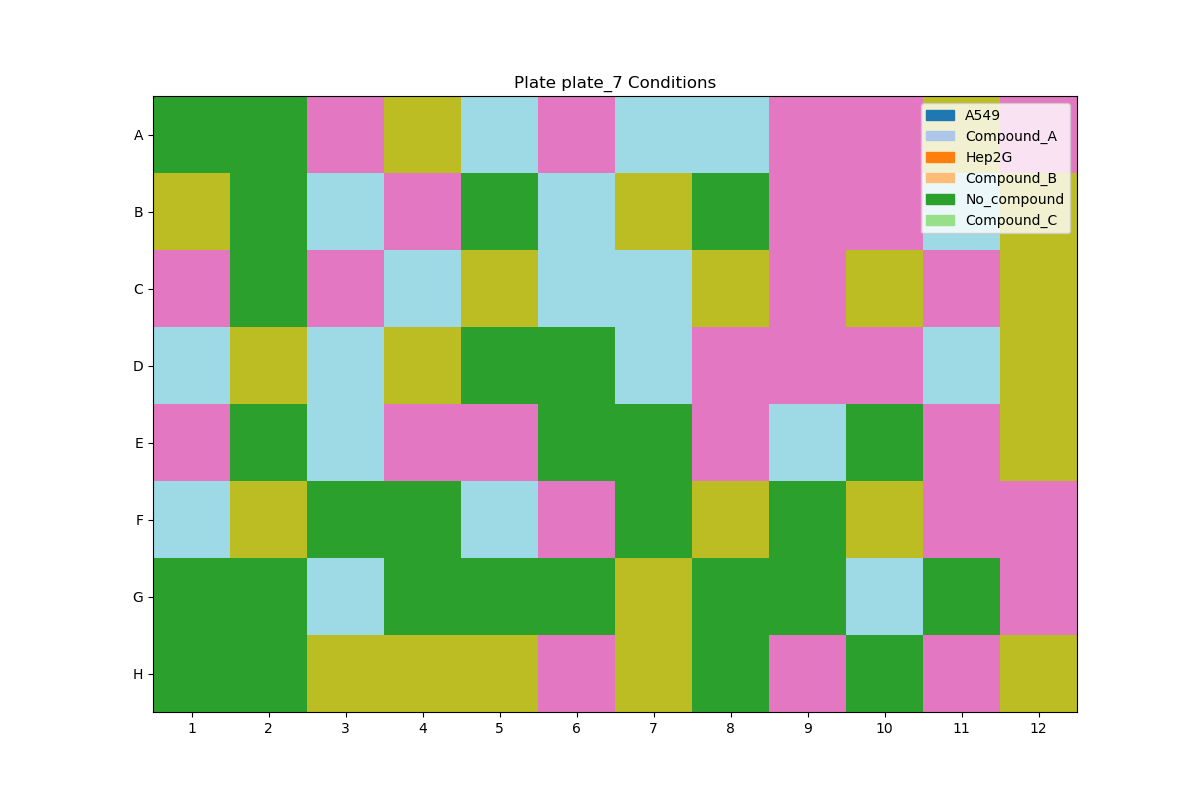 Plate plate_7 Conditions
A549
Compound_A
Hep2G
Compound_B
No_compound
Compound_C
A
B
C
D
E
F
G
H
1 2 3 4 5 6 7 8 9 10 11 12